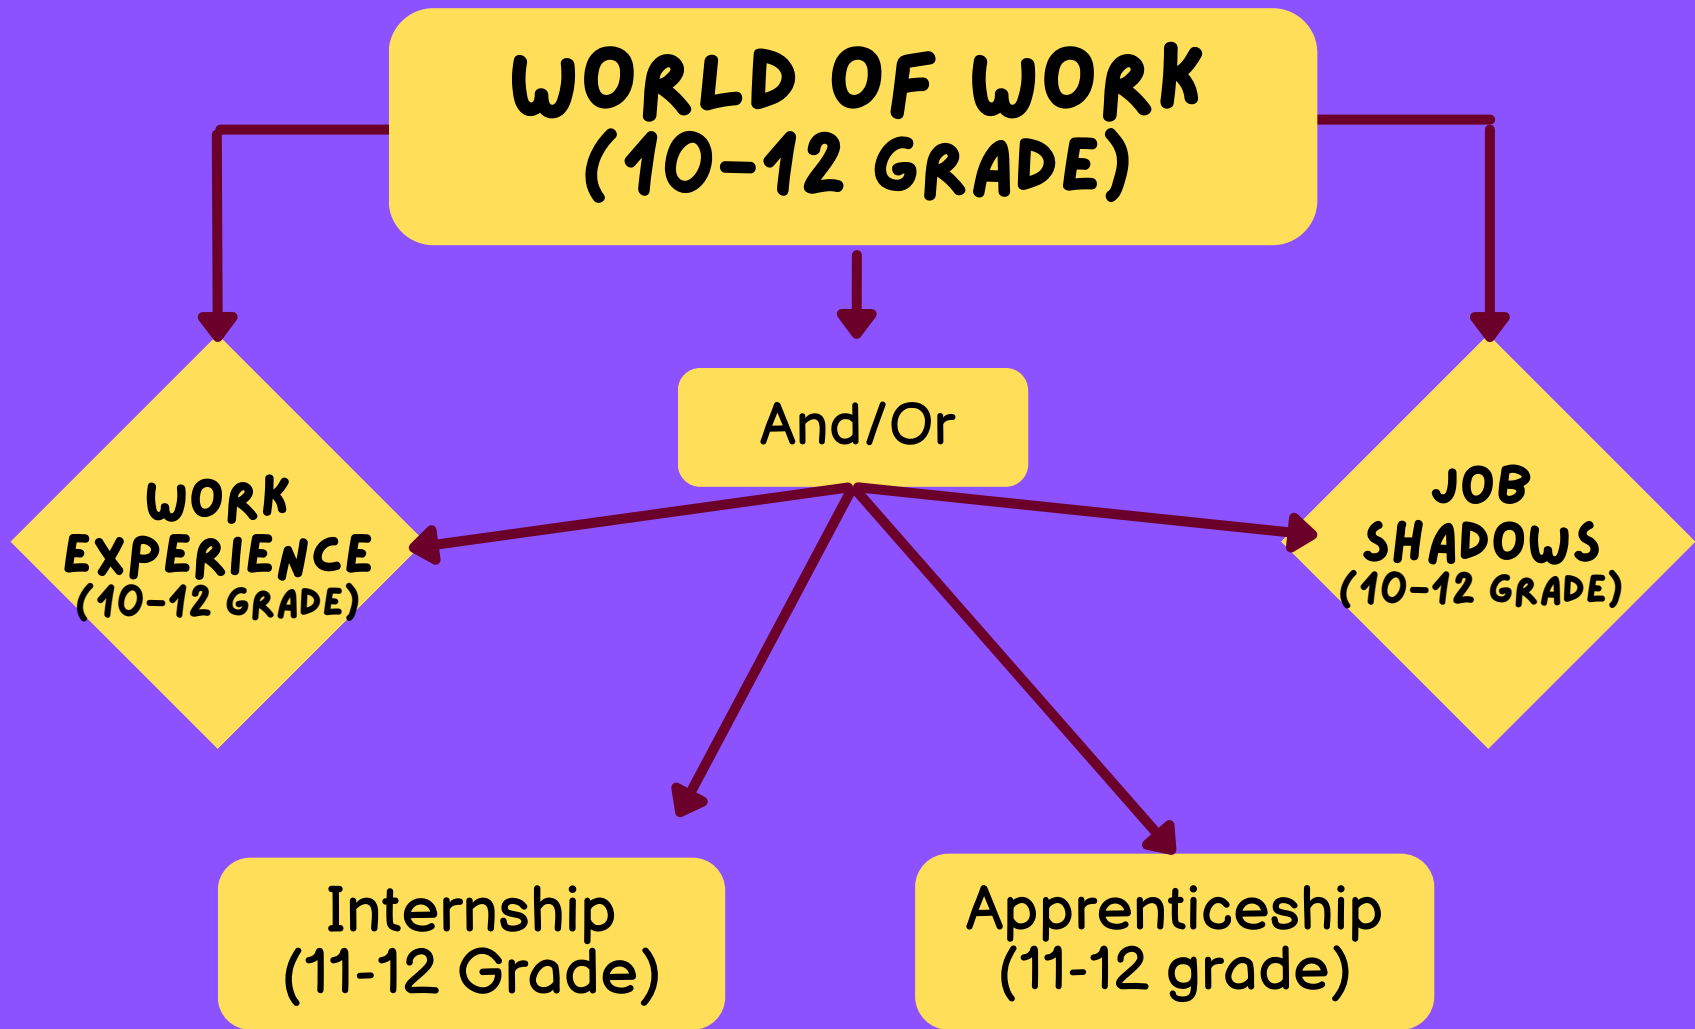 WORLD OF WORK
(10-12 GRADE)
And/Or
WORK
EXPERIENCE
(10-12 GRADE)
JOB
SHADOWS
(10-12 GRADE)
Internship
(11-12 Grade)
Apprenticeship
(11-12 grade)